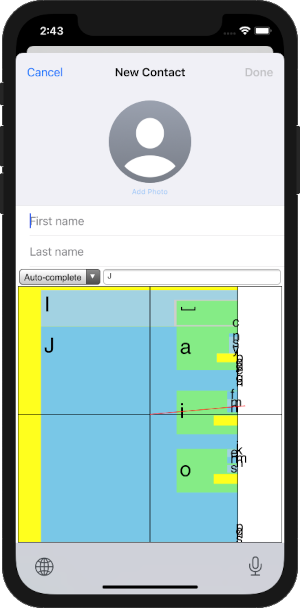 2:43
Cancel
New Contact
Done
Add Photo
First name
Last name
Auto-complete
J
I
J
a
i
o